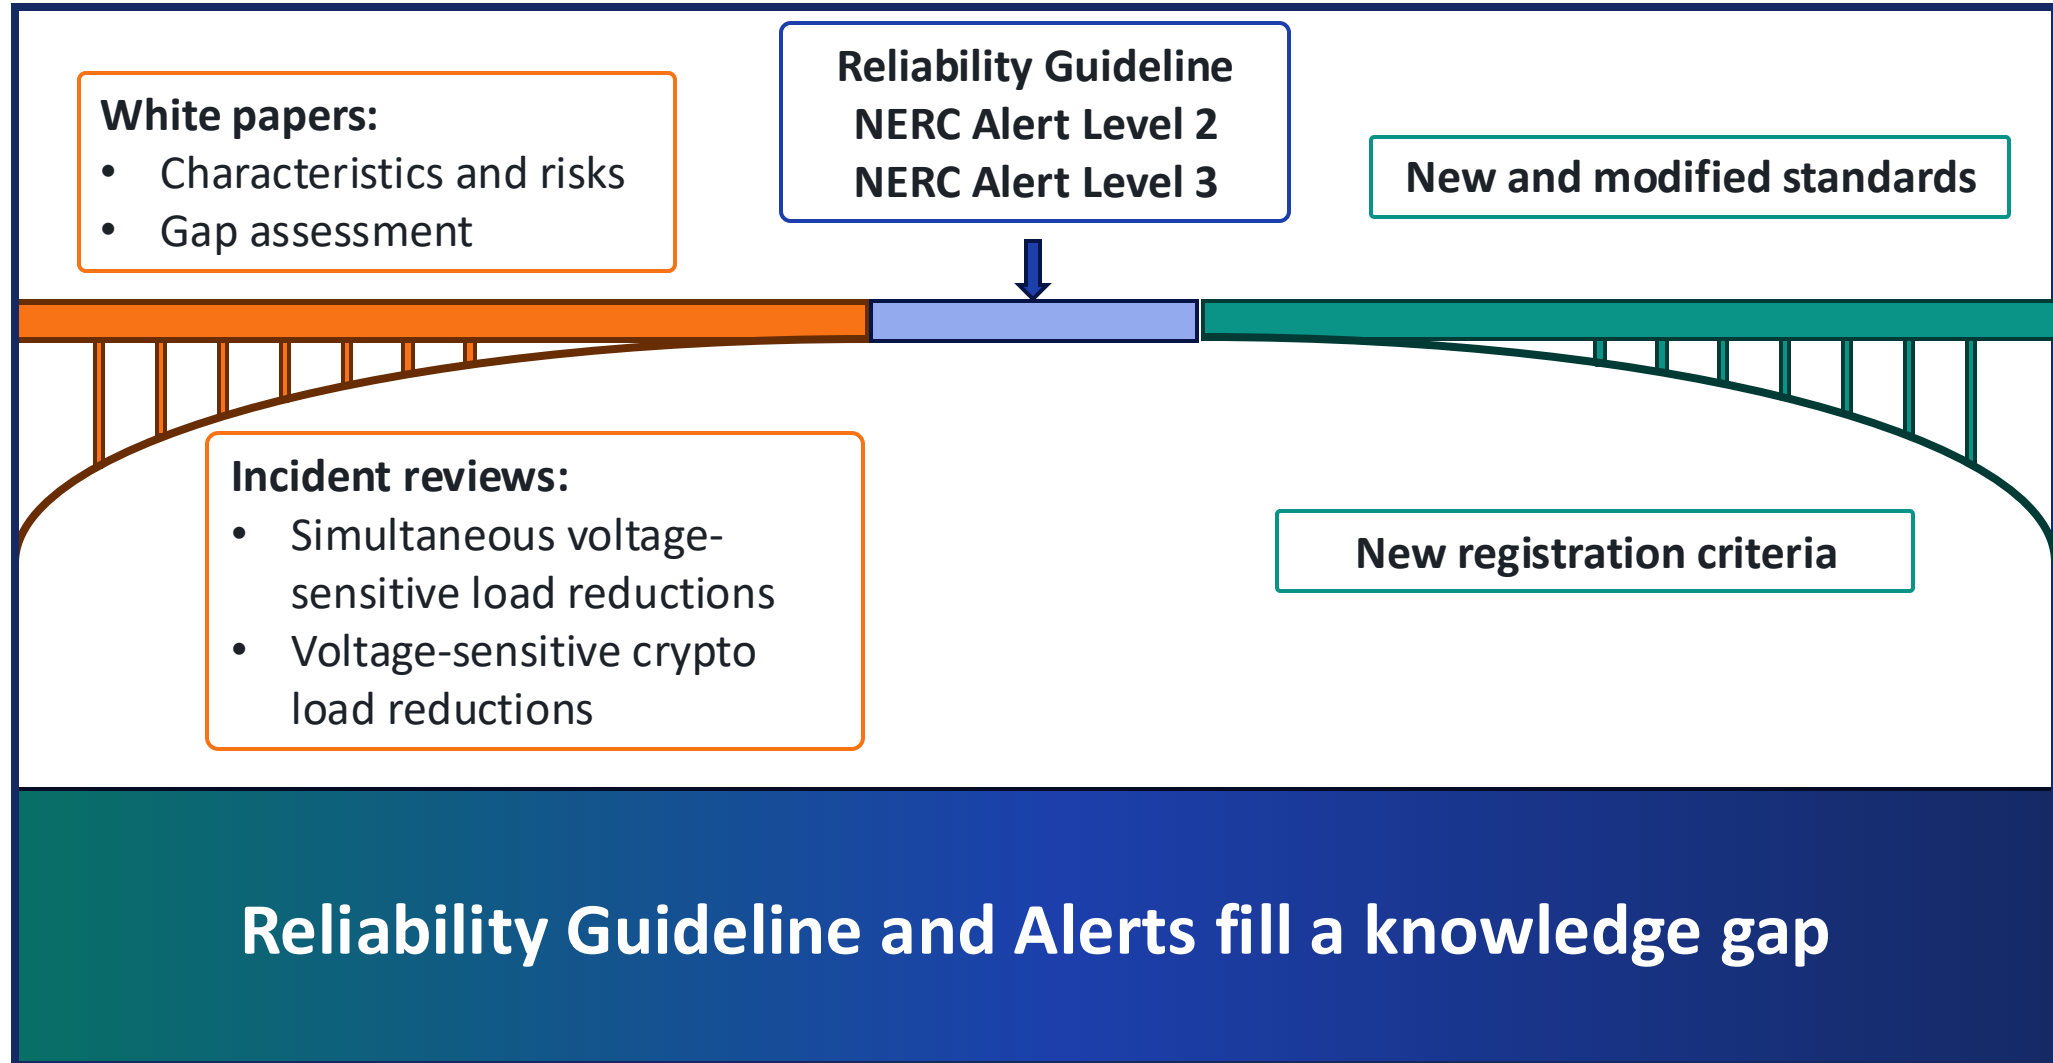 White papers:
• Characteristics and risks
• Gap assessment
Reliability Guideline
NERC Alert Level 2
NERC Alert Level 3
New and modified standards
Incident reviews:
• Simultaneous voltage-
sensitive load reductions
• Voltage-sensitive crypto
load reductions
New registration criteria
Reliability Guideline and Alerts fill a knowledge gap